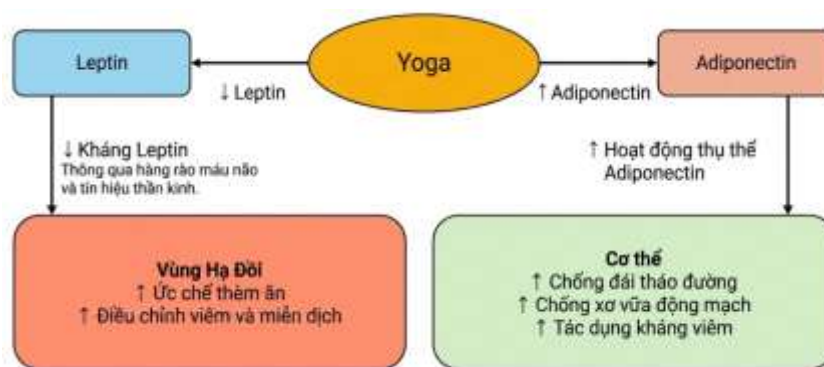 Leptin
Yoga
Adiponectin
↓ Leptin
↑ Adiponectin
↓ Kháng Leptin
Thông qua hàng rào máu não
và tín hiệu thần kinh.
↑ Hoạt động thụ thể
Adiponectin
Vùng Hạ Đồi
↑ Ức chế thèm ăn
↑ Điều chỉnh viêm và miễn dịch
Cơ thể
↑ Chống đái tháo đường
↑ Chống xơ vữa động mạch
↑ Tác dụng kháng viêm